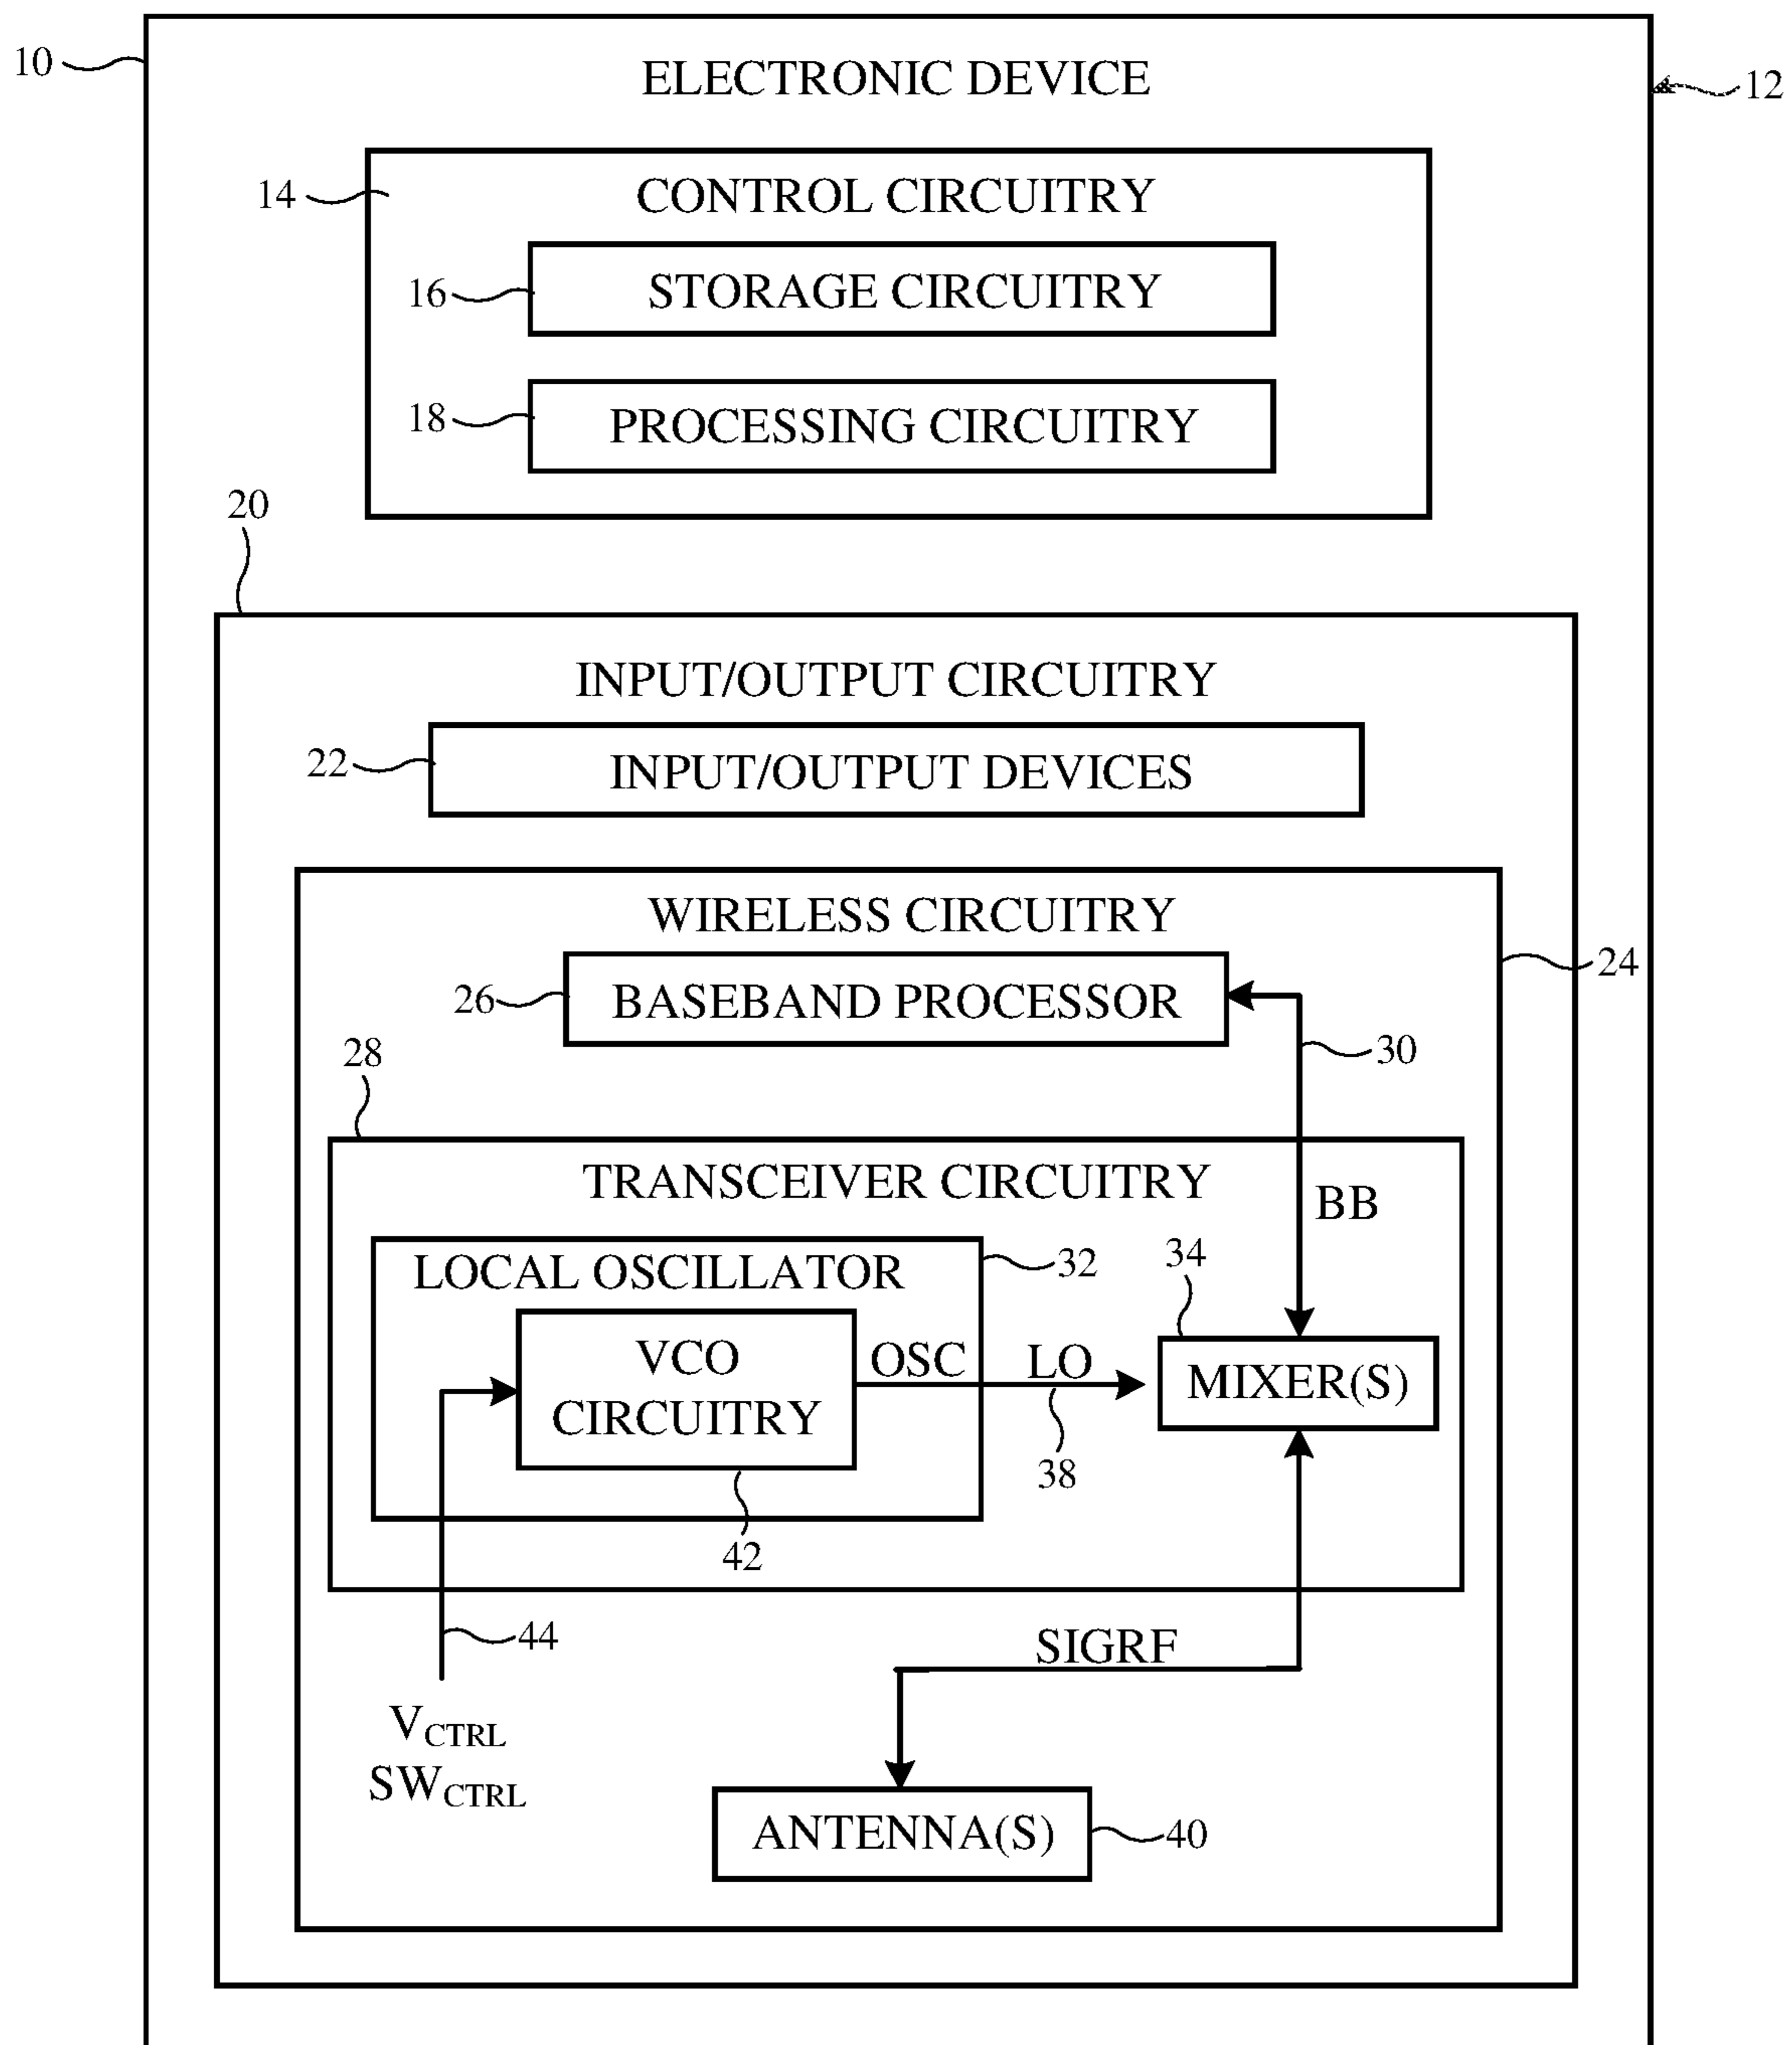 10
ELECTRONIC DEVICE
12
14
CONTROL CIRCUITRY
16
STORAGE CIRCUITRY
18
PROCESSING CIRCUITRY
20
INPUT/OUTPUT CIRCUITRY
22
INPUT/OUTPUT DEVICES
WIRELESS CIRCUITRY
24
26
BASEBAND PROCESSOR
28
30
TRANSCEIVER CIRCUITRY
BB
LOCAL OSCILLATOR
32
34
VCO
CIRCUITRY
OSC
LO
MIXER(S)
38
42
44
SIGRF
VCTRL
SWCTRL
ANTENNA(S)
40